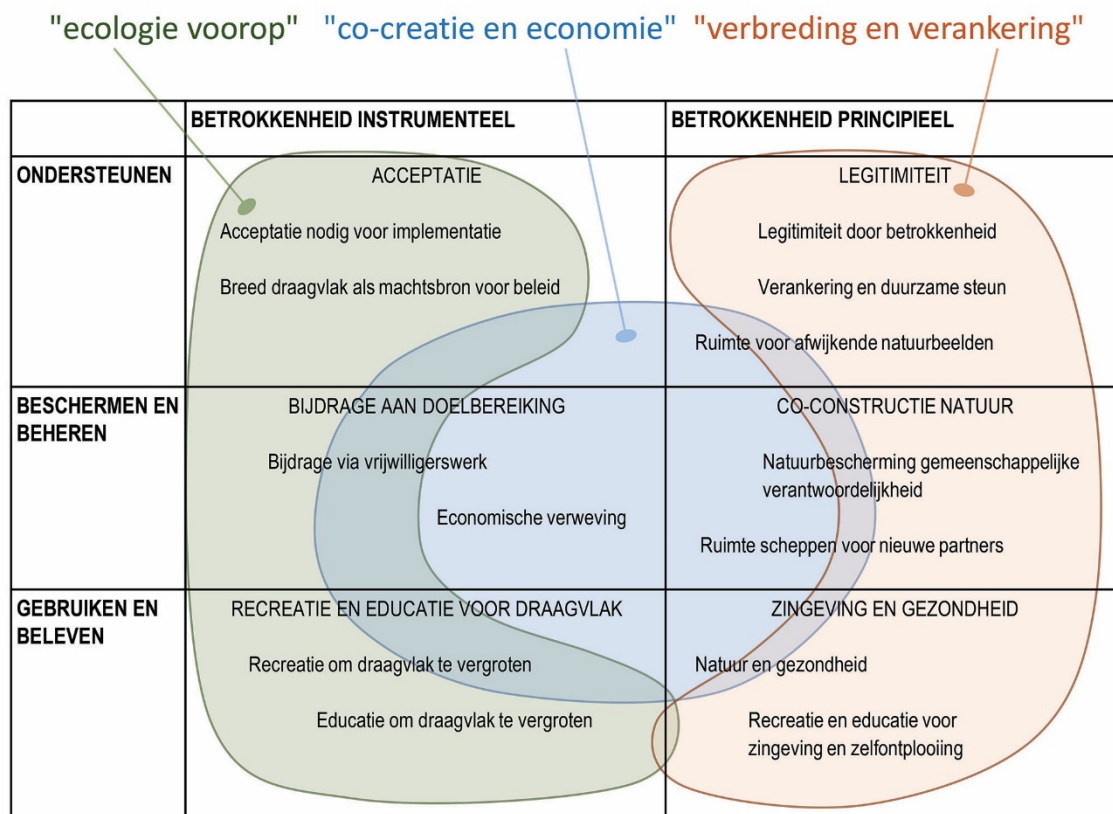 "ecologie voorop" "co-creatie en economie" "verbreding en verankering"
BETROKKENHEID INSTRUMENTEEL BETROKKENHEID PRINCIPIEEL
ONDERSTEUNEN ACCEPTATIE LEGITIMITEIT
Acceptatie nodig voor implementatie Legitimiteit door betrokkenheid
Breed draagvlak als machtsbron voor beleid Verankering en duurzame steun
Ruimte voor afwijkende natuurbeelden
BESCHERMEN EN BIJDRAGE AAN DOELBEREIKING CO-CONSTRUCTIE NATUUR
BEHEREN
Bijdrage via vrijwilligerswerk Natuurbescherming gemeenschappelijke
verantwoordelijkheid
Economische verweving
Ruimte scheppen voor nieuwe partners
GEBRUIKEN EN RECREATIE EN EDUCATIE VOOR DRAAGVLAK ZINGEVING EN GEZONDHEID
BELEVEN
Recreatie om draagvlak te vergroten Natuur en gezondheid
Educatie om draagvlak te vergroten Recreatie en educatie voor
zingeving en zelfontplooiing